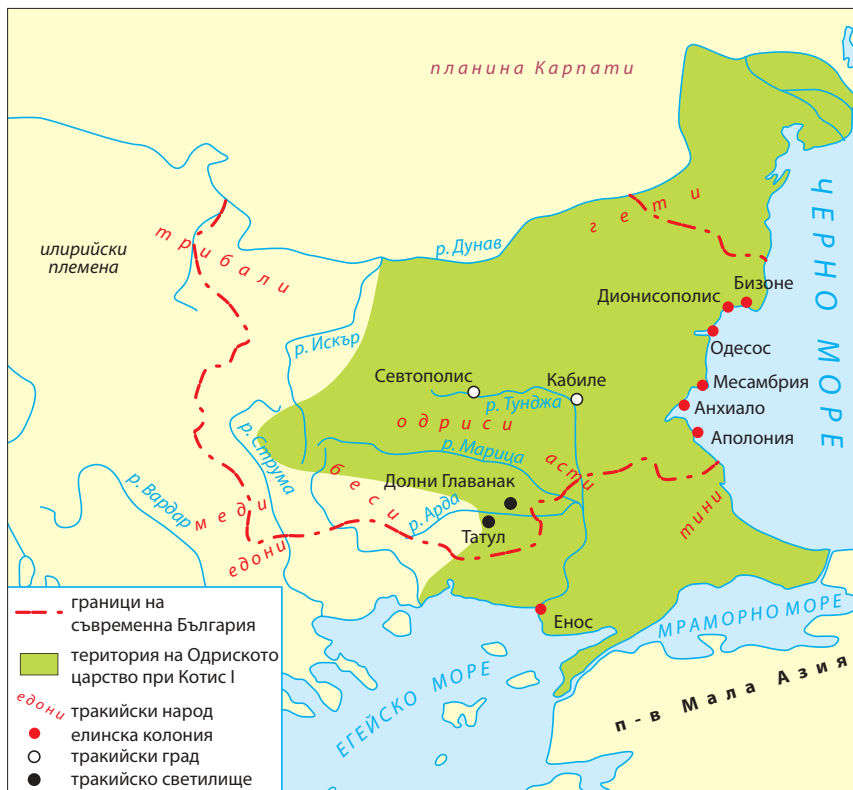 планина Карпати
ЧЕРНО МОРЕ
гети
трибали
илирийски
племена
р. Дунав
Бизоне
Дионисополис
р. Искър
Одесос
Севтополис
Кабиле
Месамбрия
р. Тунджа
Анхиало
одриси
Аполония
р. Струма
р. Марица
асти
беси
Долни Главанак
р. Вардар
меди
р. Арда
тини
Татул
едони
Енос
МРАМОРНО МОРЕ
ЕГЕЙСКО МОРЕ
п-в Мала Азия
граници на
съвременна България
територия на Одриското
царство при Котис I
едони
тракийски народ
елинска колония
тракийски град
тракийско светилище